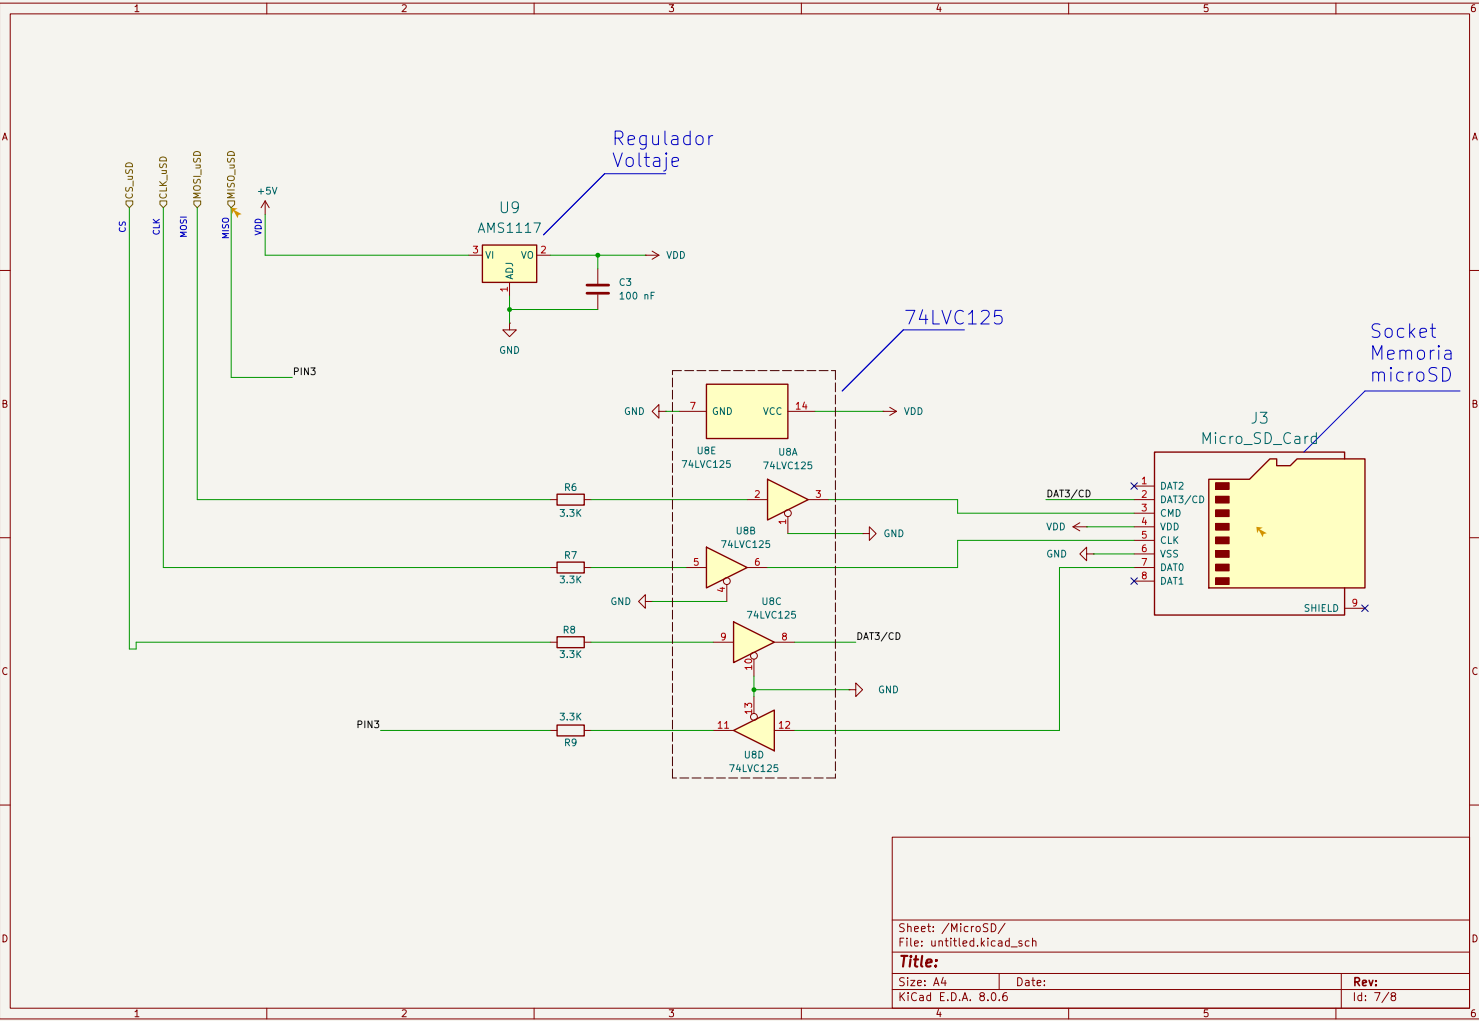 1 2 3 4 5 6
A A
B B
C C
D D
Regulador
Voltaje
CS_uSD
CLK_uSD
MOSI_uSD
MISO_uSD
+5V
CS
CLK
MOSI
MISO
VDD
U9
AMS1117
3 VI VO 2
ADJ
1
VDD
C3
100 nF
GND
PIN3
74LVC125
Socket
Memoria
microSD
GND 7 GND VCC 14 VDD
U8E
74LVC125
U8A
74LVC125
J3
Micro_SD_Card
R6
3.3K
2 3
1
GND
U8B
74LVC125
R7
3.3K
5 6
4
GND
U8C
74LVC125
R8
3.3K
9 8 DAT3/CD
10
GND
13
PIN3
3.3K
R9
11 12
U8D
74LVC125
1 DAT2
DAT3/CD 2 DAT3/CD
3 CMD
VDD 4 VDD
5 CLK
GND 6 VSS
7 DAT0
8 DAT1
SHIELD 9
Sheet: /MicroSD/
File: untitled.kicad_sch
Title:
Size: A4 Date: Rev:
KiCad E.D.A. 8.0.6 Id: 7/8
1 2 3 4 5 6